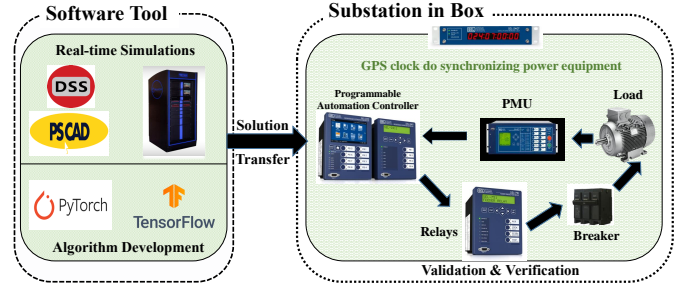 Software Tool
Real-time Simulations
DSS
PSCAD
PyTorch
TensorFlow
Algorithm Development
Solution
Transfer
Substation in Box
GPS clock do synchronizing power equipment
Programmable
Automation Controller
PMU
Load
Relays
Breaker
Validation & Verification